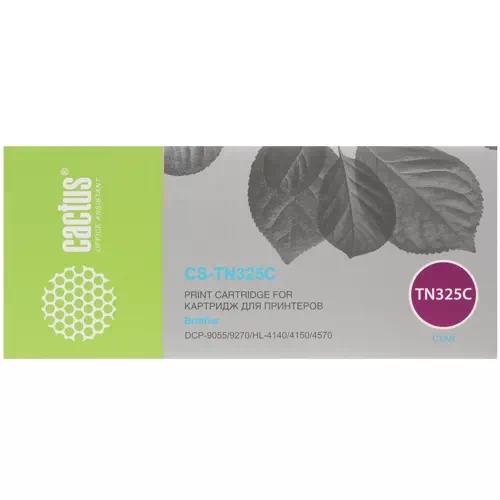 cactus®
OFFICE ASSISTANT
CS-TN325C
PRINT CARTRIDGE FOR
КАРТРИДЖ ДЛЯ ПРИНТЕРОВ
Brother
DCP-9055/9270/HL-4140/4150/4570
TN325C
CYAN